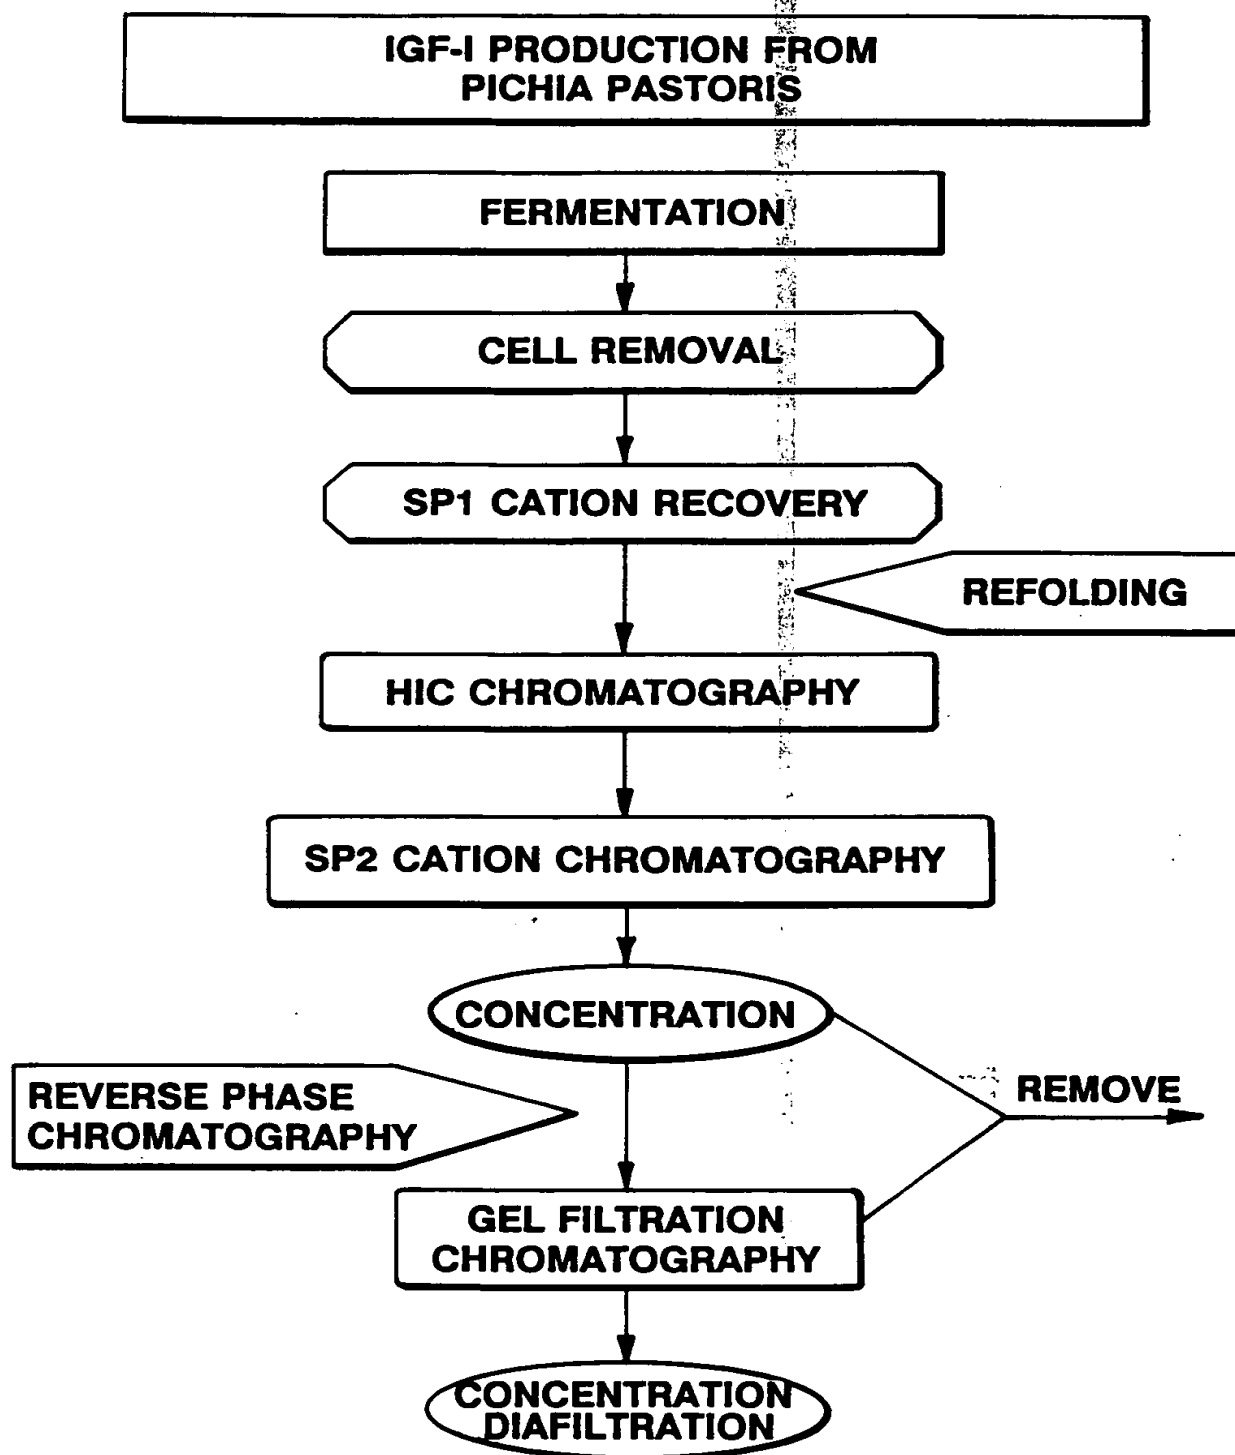 IGF-I PRODUCTION FROM
PICHIA PASTORIS
FERMENTATION
CELL REMOVAL
SP1 CATION RECOVERY
REFOLDING
HIC CHROMATOGRAPHY
SP2 CATION CHROMATOGRAPHY
CONCENTRATION
REVERSE PHASE
CHROMATOGRAPHY
REMOVE
GEL FILTRATION
CHROMATOGRAPHY
CONCENTRATION
DIAFILTRATION